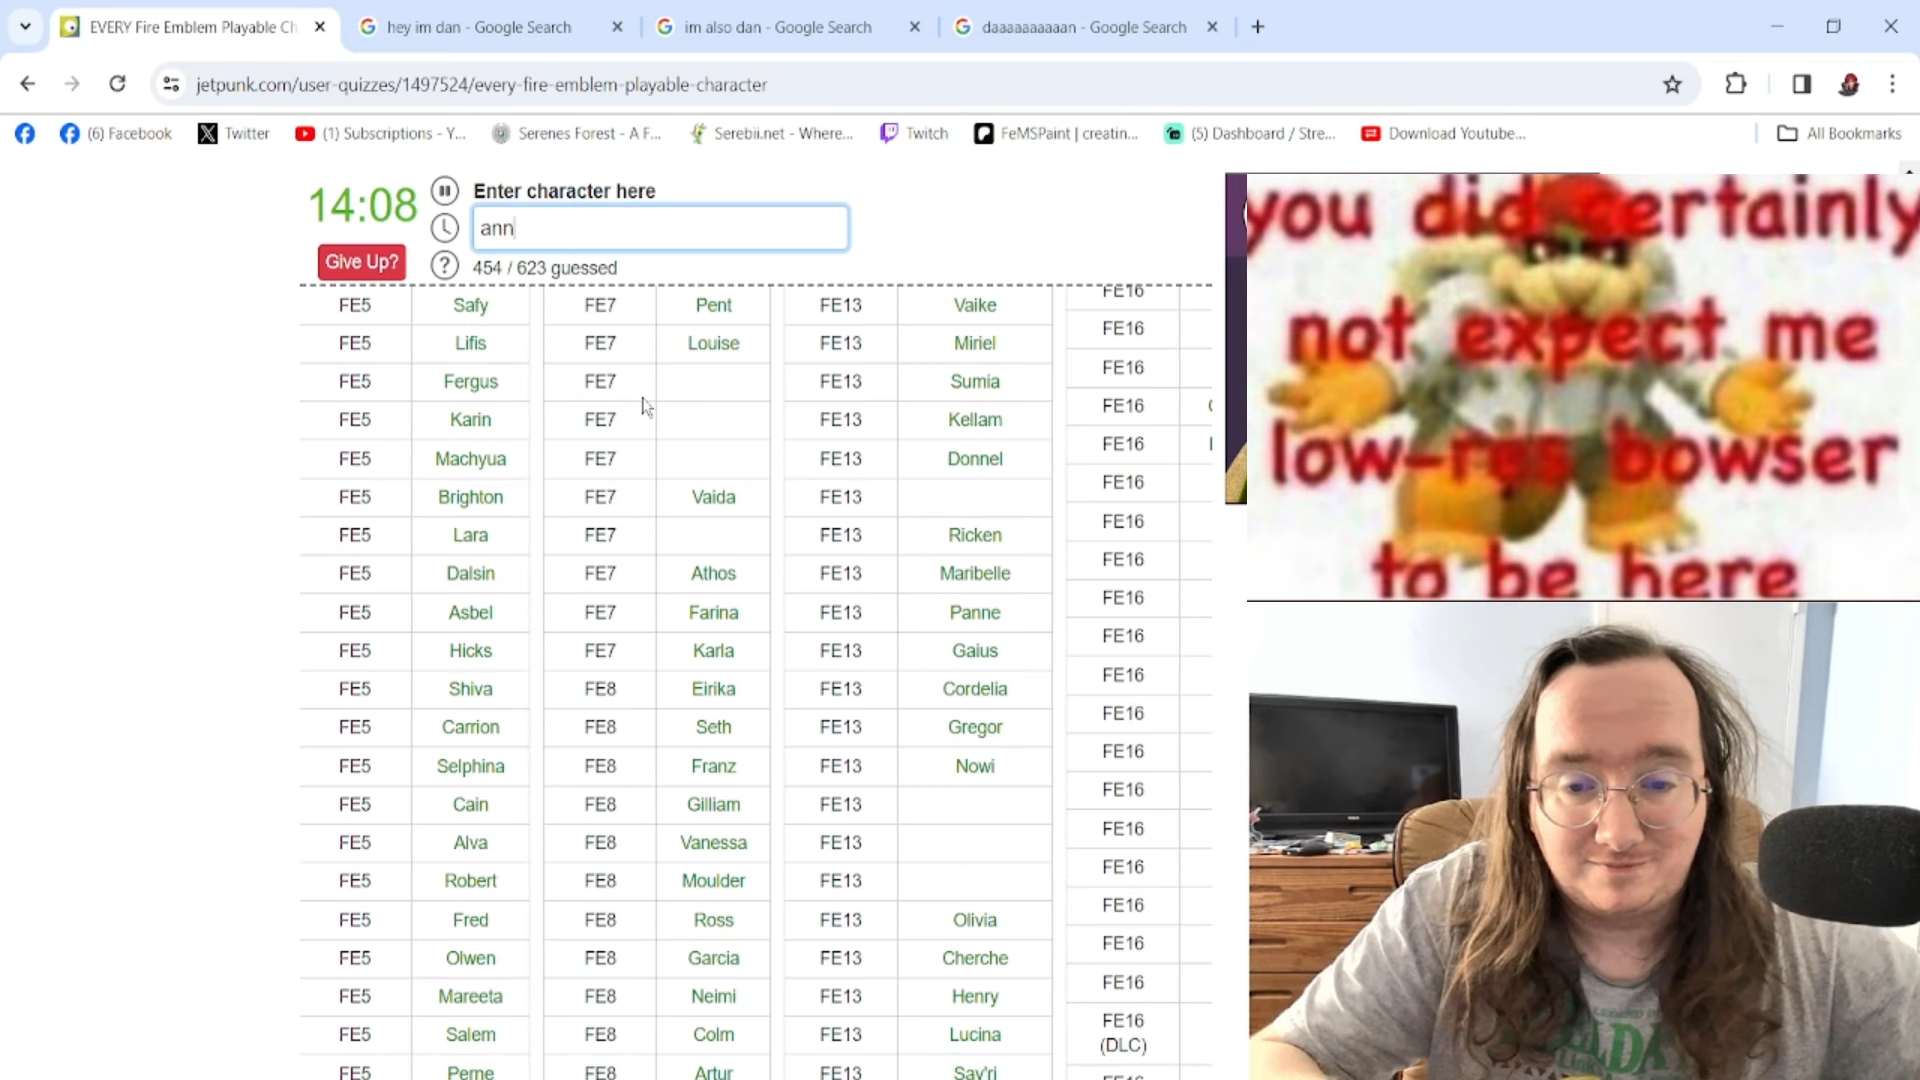 EVERY Fire Emblem Playable Ch
hey im dan - Google Search
im also dan - Google Search
daaaaaaaaaan - Google Search
jetpunk.com/user-quizzes/1497524/every-fire-emblem-playable-character
(6) Facebook
Twitter
(1) Subscriptions - Y...
Serenes Forest - A F...
Serebii.net - Where...
Twitch
FeMSPaint | creatin...
(5) Dashboard / Stre...
Download Youtube...
All Bookmarks
14:08
Give Up?
Enter character here
ann
454 / 623 guessed
FE5 Safy FE7 Pent FE13 Vaike FE16
FE5 Lifis FE7 Louise FE13 Miriel FE16
FE5 Fergus FE7 FE13 Sumia FE16
FE5 Karin FE7 FE13 Kellam FE16
FE5 Machyua FE7 FE13 Donnel FE16
FE5 Brighton FE7 Vaida FE13 FE16
FE5 Lara FE7 FE13 Ricken FE16
FE5 Dalsin FE7 Athos FE13 Maribelle FE16
FE5 Asbel FE7 Farina FE13 Panne FE16
FE5 Hicks FE7 Karla FE13 Gaius FE16
FE5 Shiva FE8 Eirika FE13 Cordelia FE16
FE5 Carrion FE8 Seth FE13 Gregor FE16
FE5 Selphina FE8 Franz FE13 Nowi FE16
FE5 Cain FE8 Gilliam FE13 FE16
FE5 Alva FE8 Vanessa FE13 FE16
FE5 Robert FE8 Moulder FE13 FE16
FE5 Fred FE8 Ross FE13 Olivia FE16
FE5 Olwen FE8 Garcia FE13 Cherche FE16
FE5 Mareeta FE8 Neimi FE13 Henry FE16
FE5 Salem FE8 Colm FE13 Lucina FE16
(DLC)
FE5 Perne FE8 Artur FE13 Say'ri FE16
you did certainly
not expect me
low-res bowser
to be here